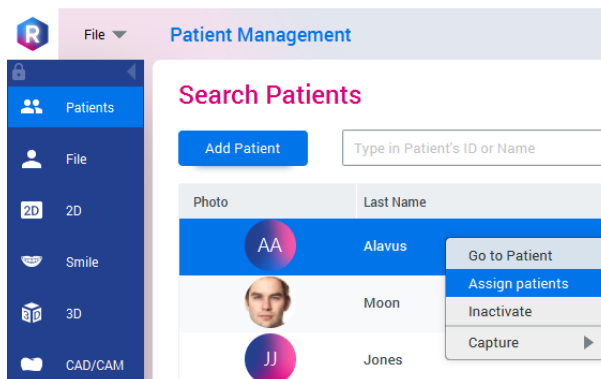 R File Patient Management
Search Patients
Patients
Add Patient Type in Patient's ID or Name
File
Photo Last Name
2D 2D
AA Alavus
Go to Patient
Smile
Assign patients
Moon
Inactivate
3D 3D
Capture
JJ Jones
CAD/CAM